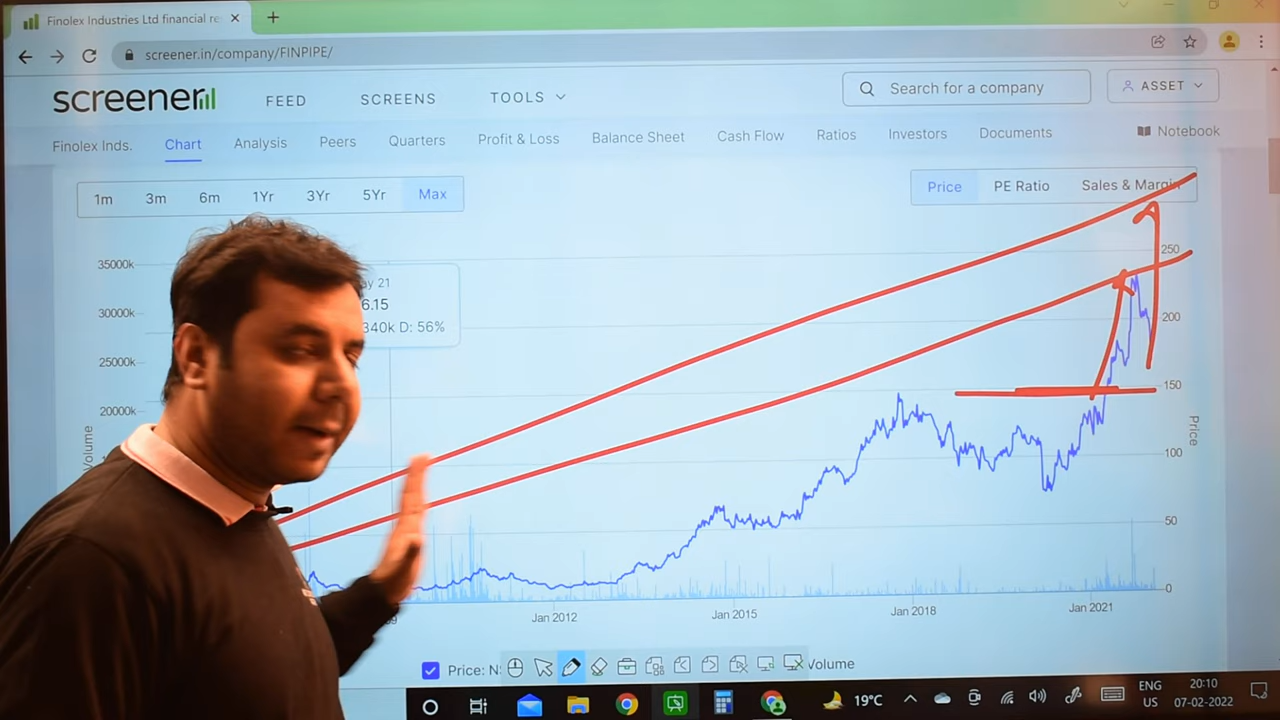 Finolex Industries Ltd financial re
screener.in/company/FINPIPE/
screener
FEED
SCREENS
TOOLS
Search for a company
ASSET
Finolex Inds.
Chart
Analysis
Peers
Quarters
Profit & Loss
Balance Sheet
Cash Flow
Ratios
Investors
Documents
Notebook
1m
3m
6m
1Yr
3Yr
5Yr
Max
Price
PE Ratio
Sales & Margin
35000k
30000k
25000k
20000k
Volume
ay 21
6.15
340k D: 56%
250
200
150
100
50
0
Price
Jan 2012
Jan 2015
Jan 2018
Jan 2021
Price: N
Volume
19°C
ENG
US
20:10
07-02-2022